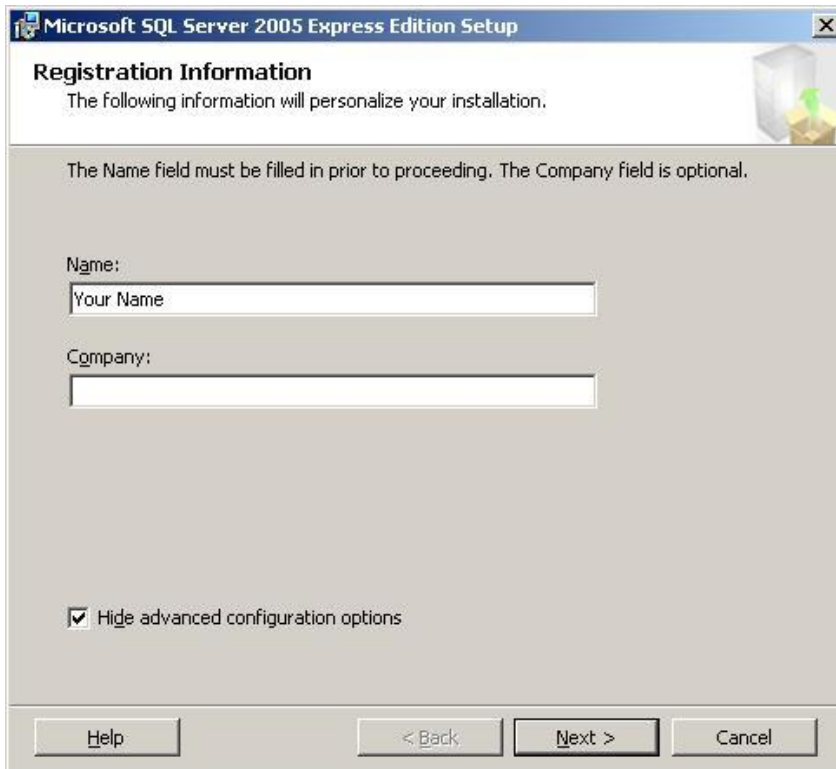 Microsoft SQL Server 2005 Express Edition Setup
Registration Information
The following information will personalize your installation.
The Name field must be filled in prior to proceeding. The Company field is optional.
Name:
Your Name
Company:
Hide advanced configuration options
Help
< Back
Next >
Cancel